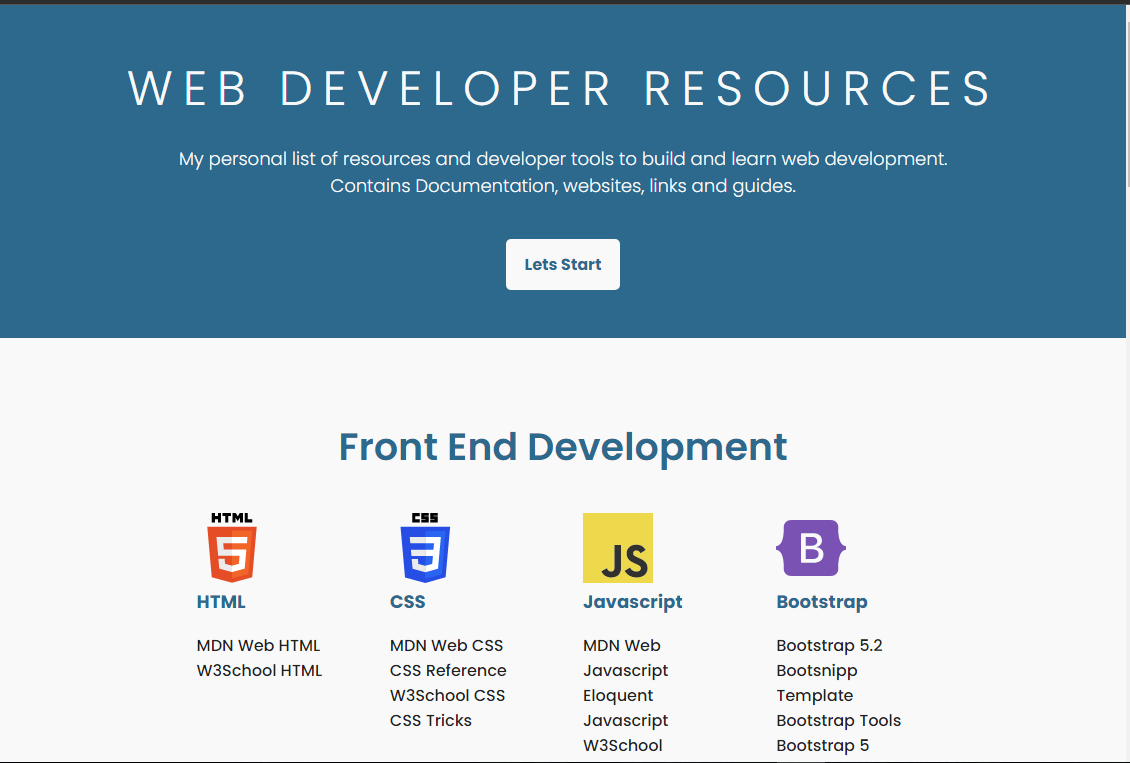 WEB DEVELOPER RESOURCES
My personal list of resources and developer tools to build and learn web development.
Contains Documentation, websites, links and guides.
Lets Start
Front End Development
HTML
5
HTML
MDN Web HTML
W3School HTML
CSS
3
CSS
MDN Web CSS
CSS Reference
W3School CSS
CSS Tricks
JS
Javascript
MDN Web
Javascript
Eloquent
Javascript
W3School
B
Bootstrap
Bootstrap 5.2
Bootsnipp
Template
Bootstrap Tools
Bootstrap 5